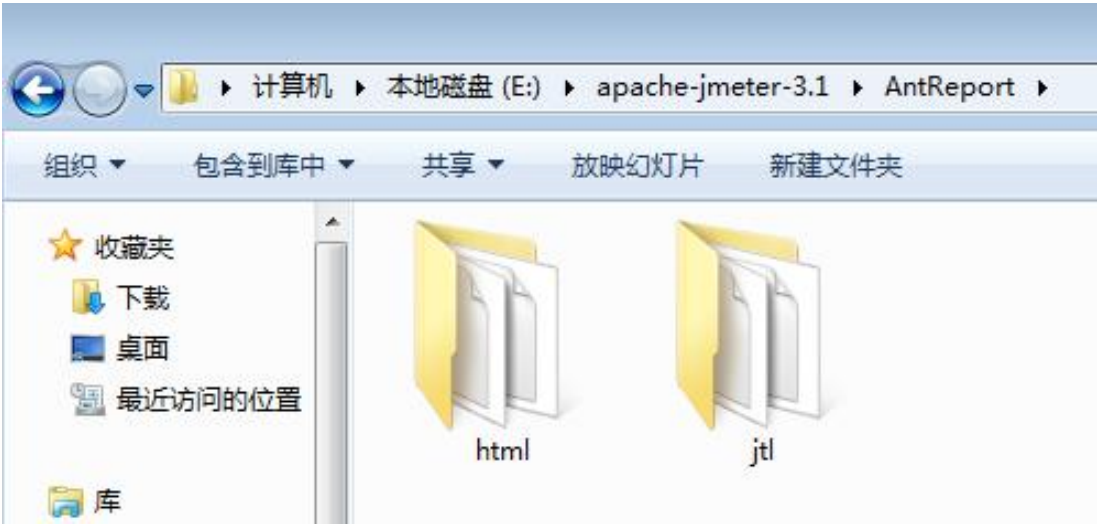 计算机 本地磁盘 (E:) apache-jmeter-3.1 AntReport
组织 包含到库中 共享 放映幻灯片 新建文件夹
收藏夹
下载
桌面
最近访问的位置
库
html
jtl